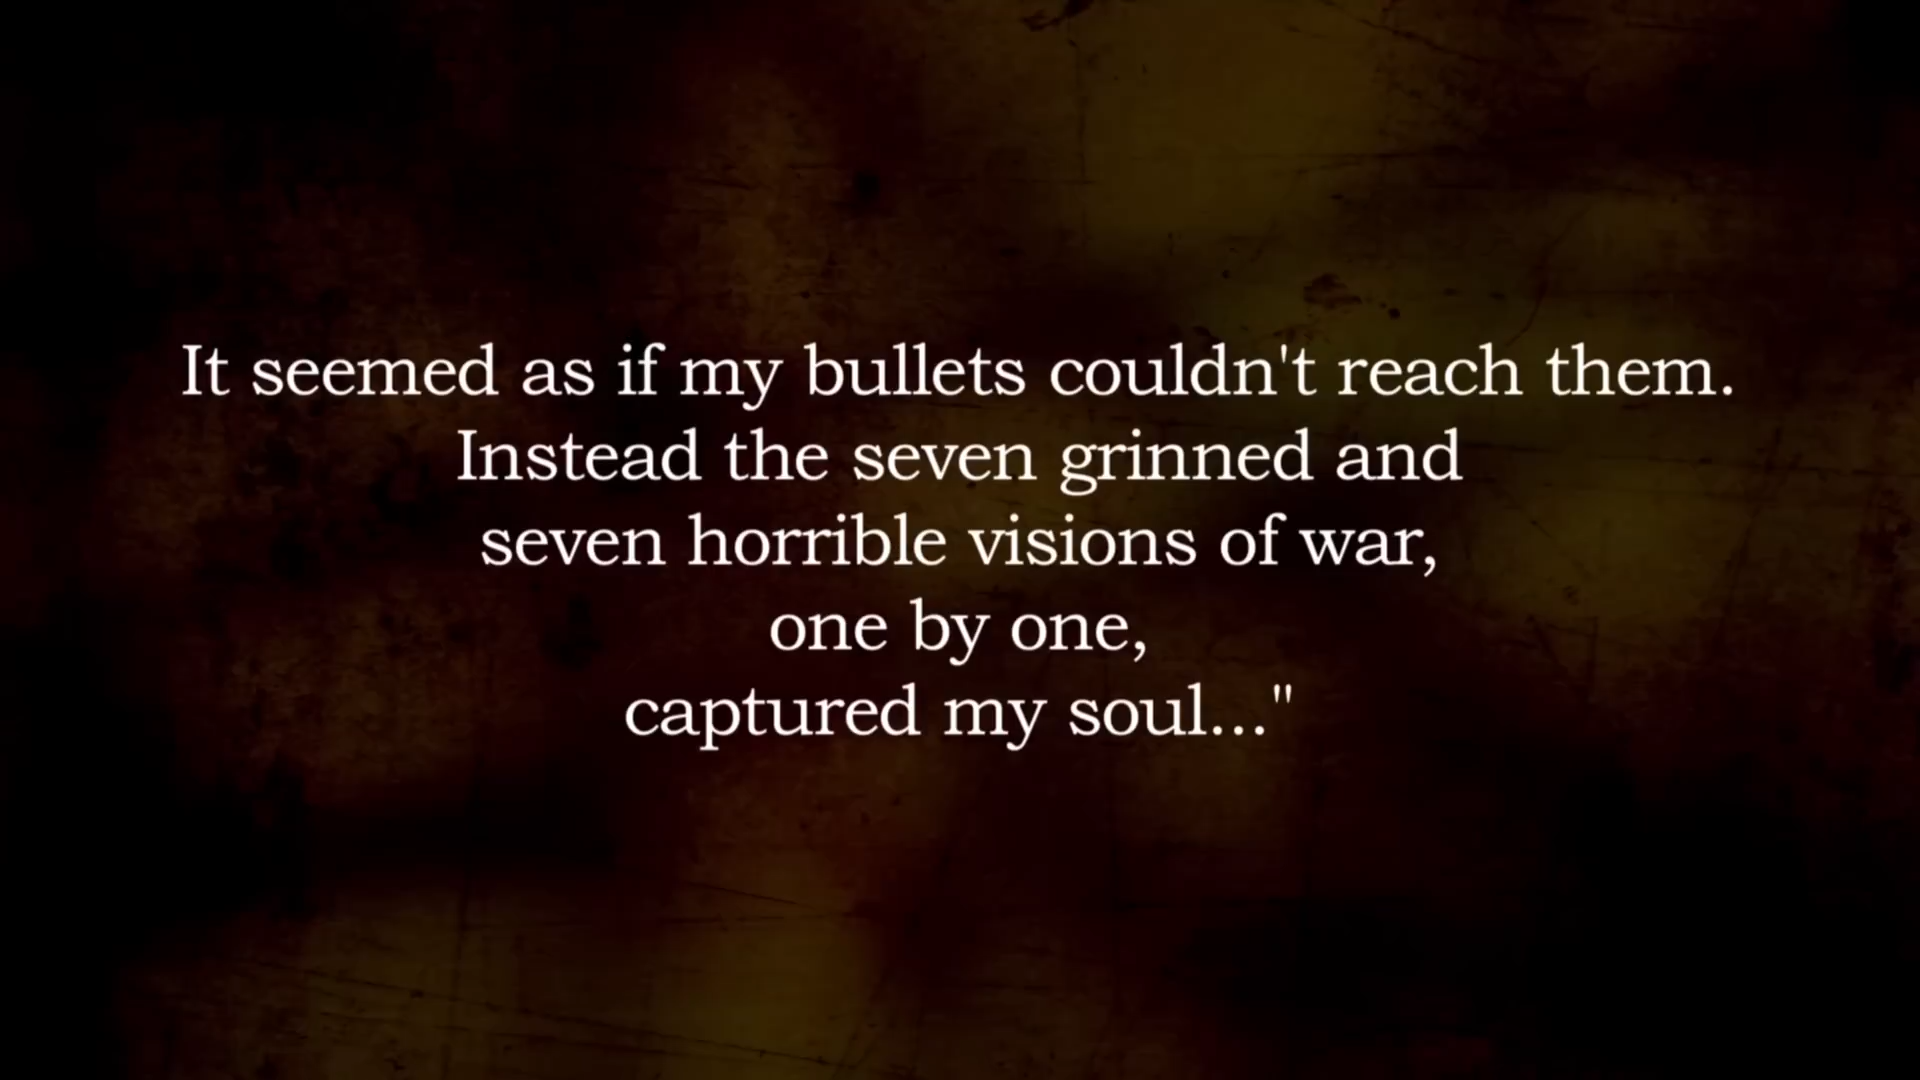 It seemed as if my bullets couldn't reach them.
Instead the seven grinned and
seven horrible visions of war,
one by one,
captured my soul..."